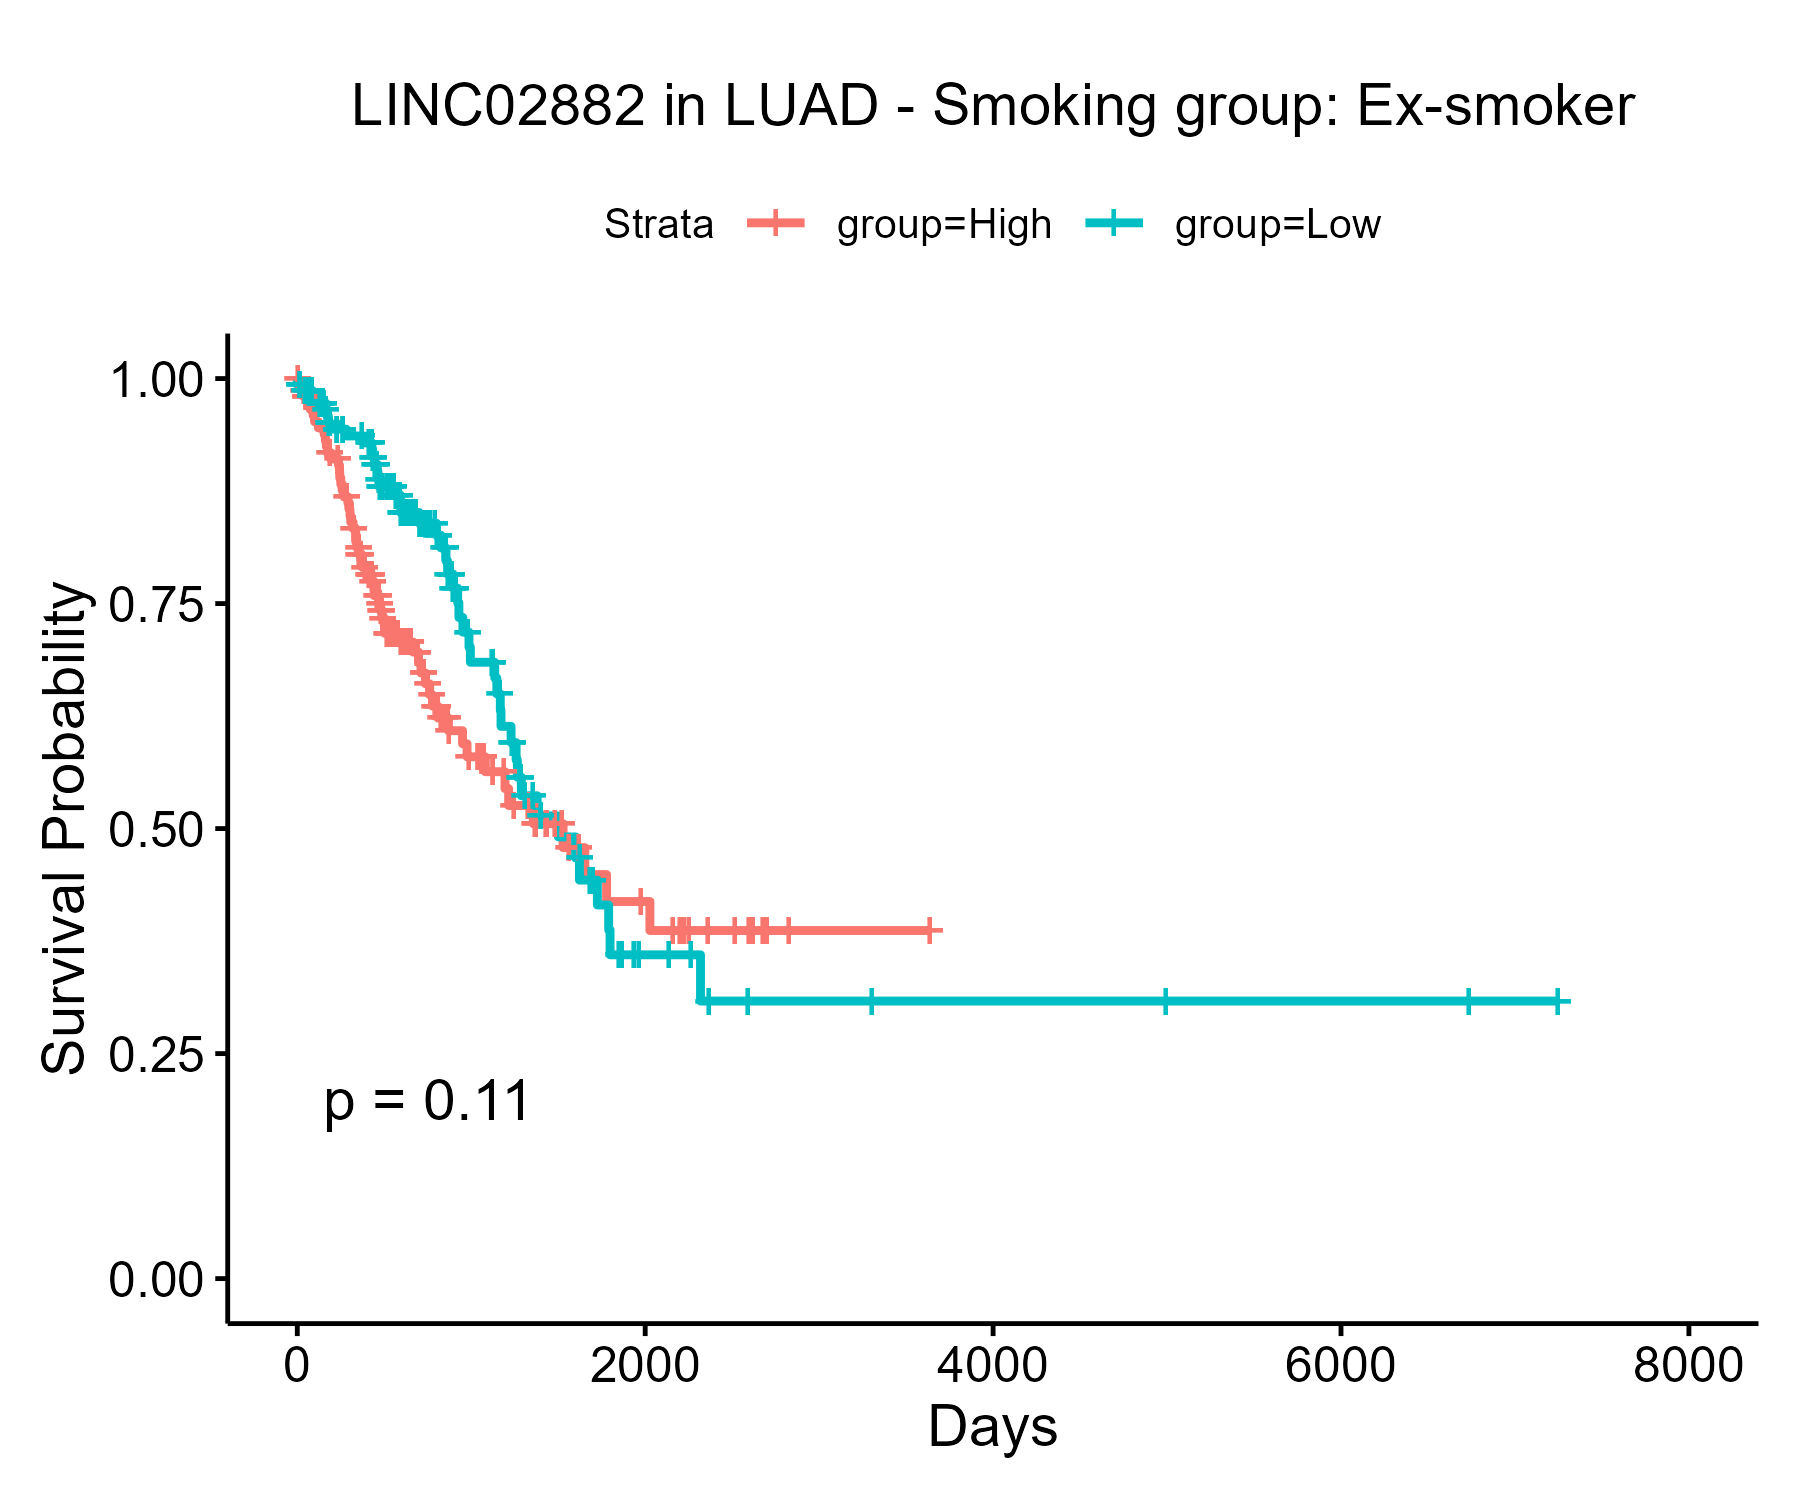 LINC02882 in LUAD - Smoking group: Ex-smoker
Strata group=High group=Low
Survival Probability
1.00
0.75
0.50
0.25
0.00
p = 0.11
0 2000 4000 6000 8000
Days